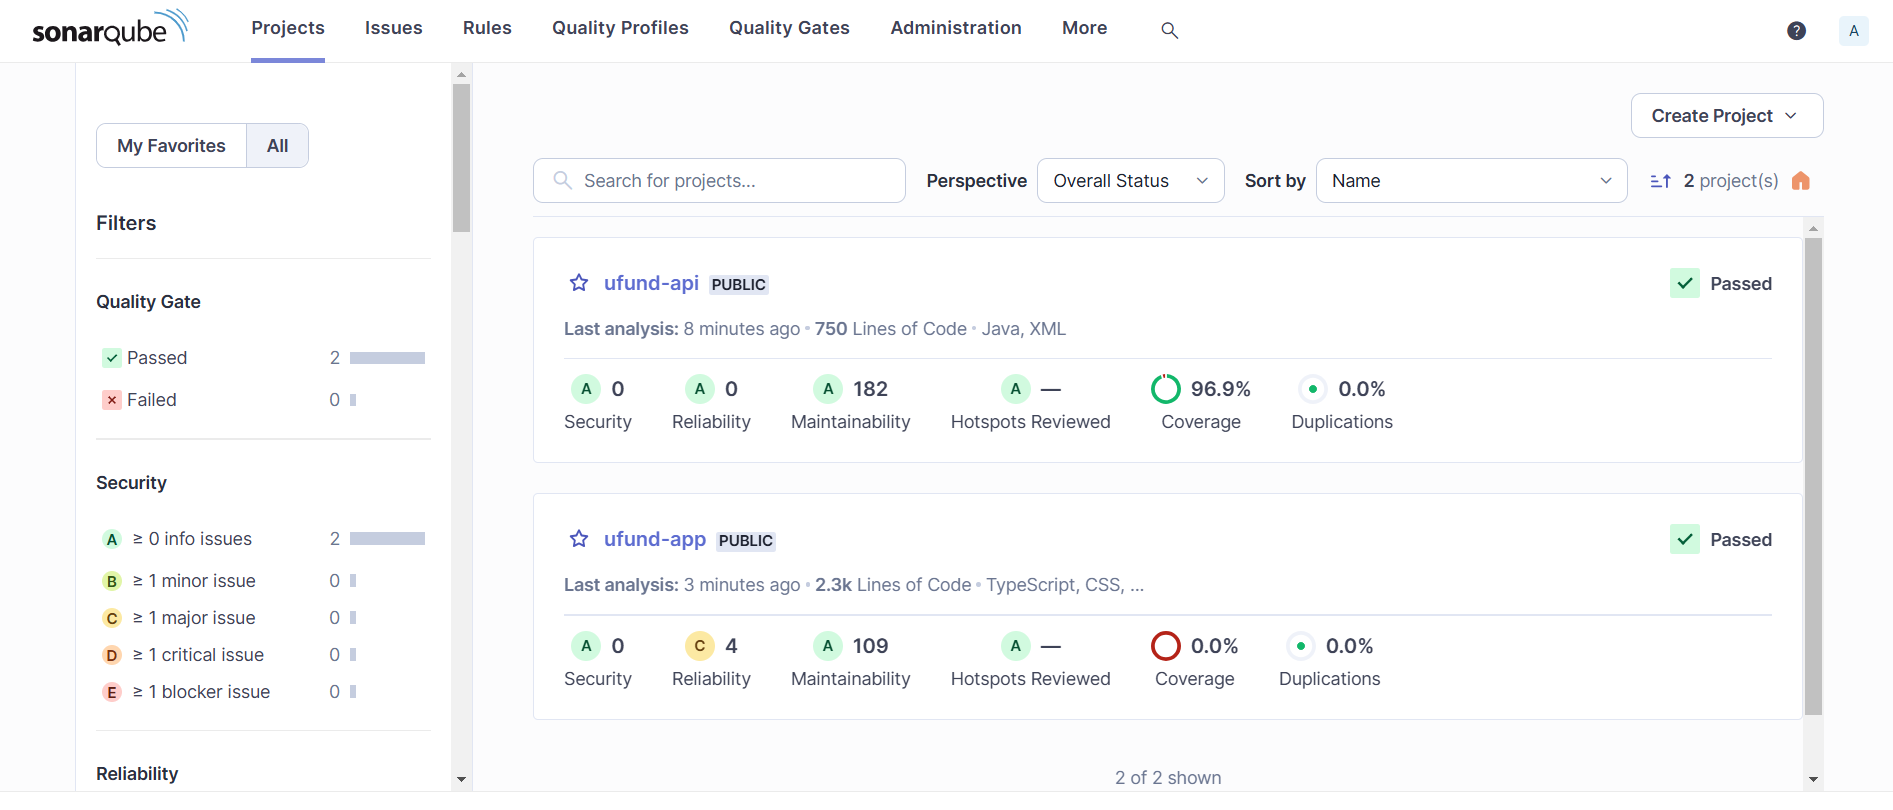 sonarqube
Projects Issues Rules Quality Profiles Quality Gates Administration More ? A
My Favorites All
Filters
Quality Gate
Passed 2
Failed 0
Security
A ≥ 0 info issues 2
B ≥ 1 minor issue 0
C ≥ 1 major issue 0
D ≥ 1 critical issue 0
E ≥ 1 blocker issue 0
Reliability
Create Project
Search for projects... Perspective Overall Status Sort by Name 2 project(s)
ufund-api PUBLIC Passed
Last analysis: 8 minutes ago • 750 Lines of Code • Java, XML
A 0 A 0 A 182 A — 96.9% 0.0%
Security Reliability Maintainability Hotspots Reviewed Coverage Duplications
ufund-app PUBLIC Passed
Last analysis: 3 minutes ago • 2.3k Lines of Code • TypeScript, CSS, ...
A 0 C 4 A 109 A — 0.0% 0.0%
Security Reliability Maintainability Hotspots Reviewed Coverage Duplications
2 of 2 shown